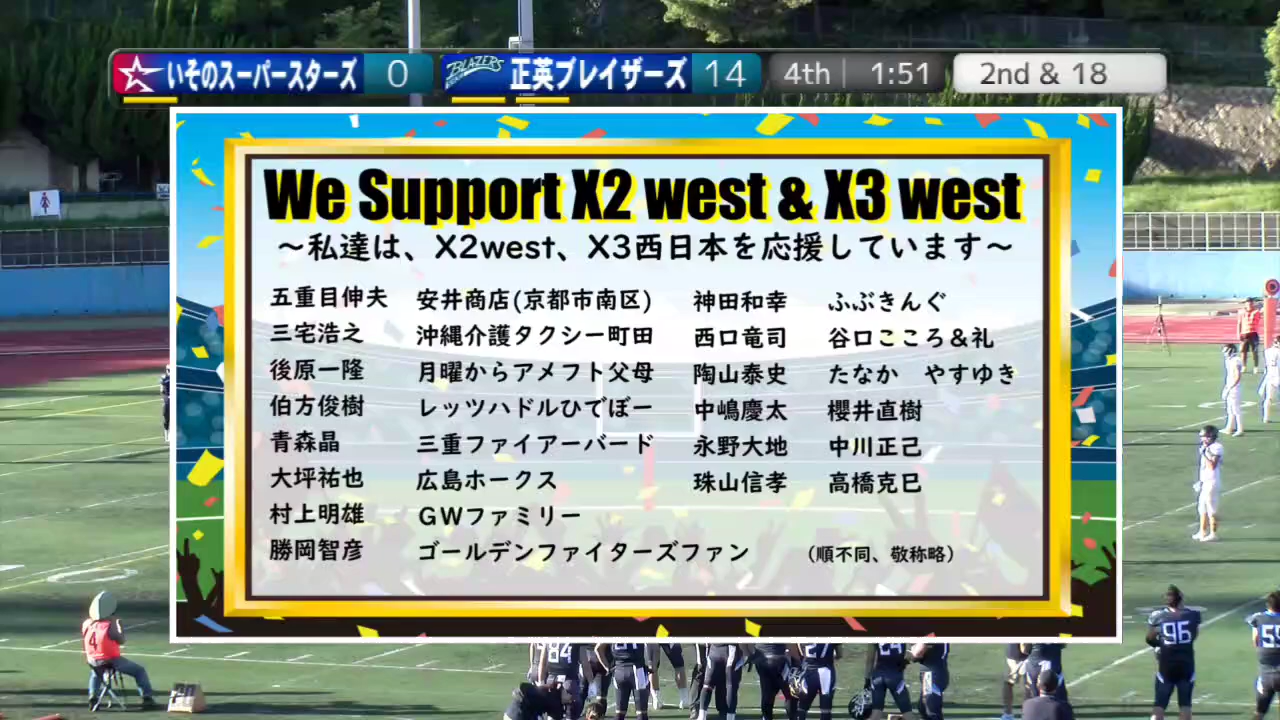 いそのスーパースターズ 0 BLAZERS 正英ブレイザーズ 14 4th 1:51 2nd & 18
We Support X2 west & X3 west
～私達は、X2west、X3西日本を応援しています～
五重目伸夫 安井商店(京都市南区) 神田和幸 ふぶきんぐ
三宅浩之 沖縄介護タクシー町田 西口竜司 谷口こころ＆礼
後原一隆 月曜からアメフト父母 陶山泰史 たなか やすゆき
伯方俊樹 レッツハドルひでぼー 中嶋慶太 櫻井直樹
青森晶 三重ファイアーバード 永野大地 中川正己
大坪祐也 広島ホークス 珠山信孝 高橋克巳
村上明雄 GWファミリー
勝岡智彦 ゴールデンファイターズファン (順不同、敬称略)
4
84
27
96